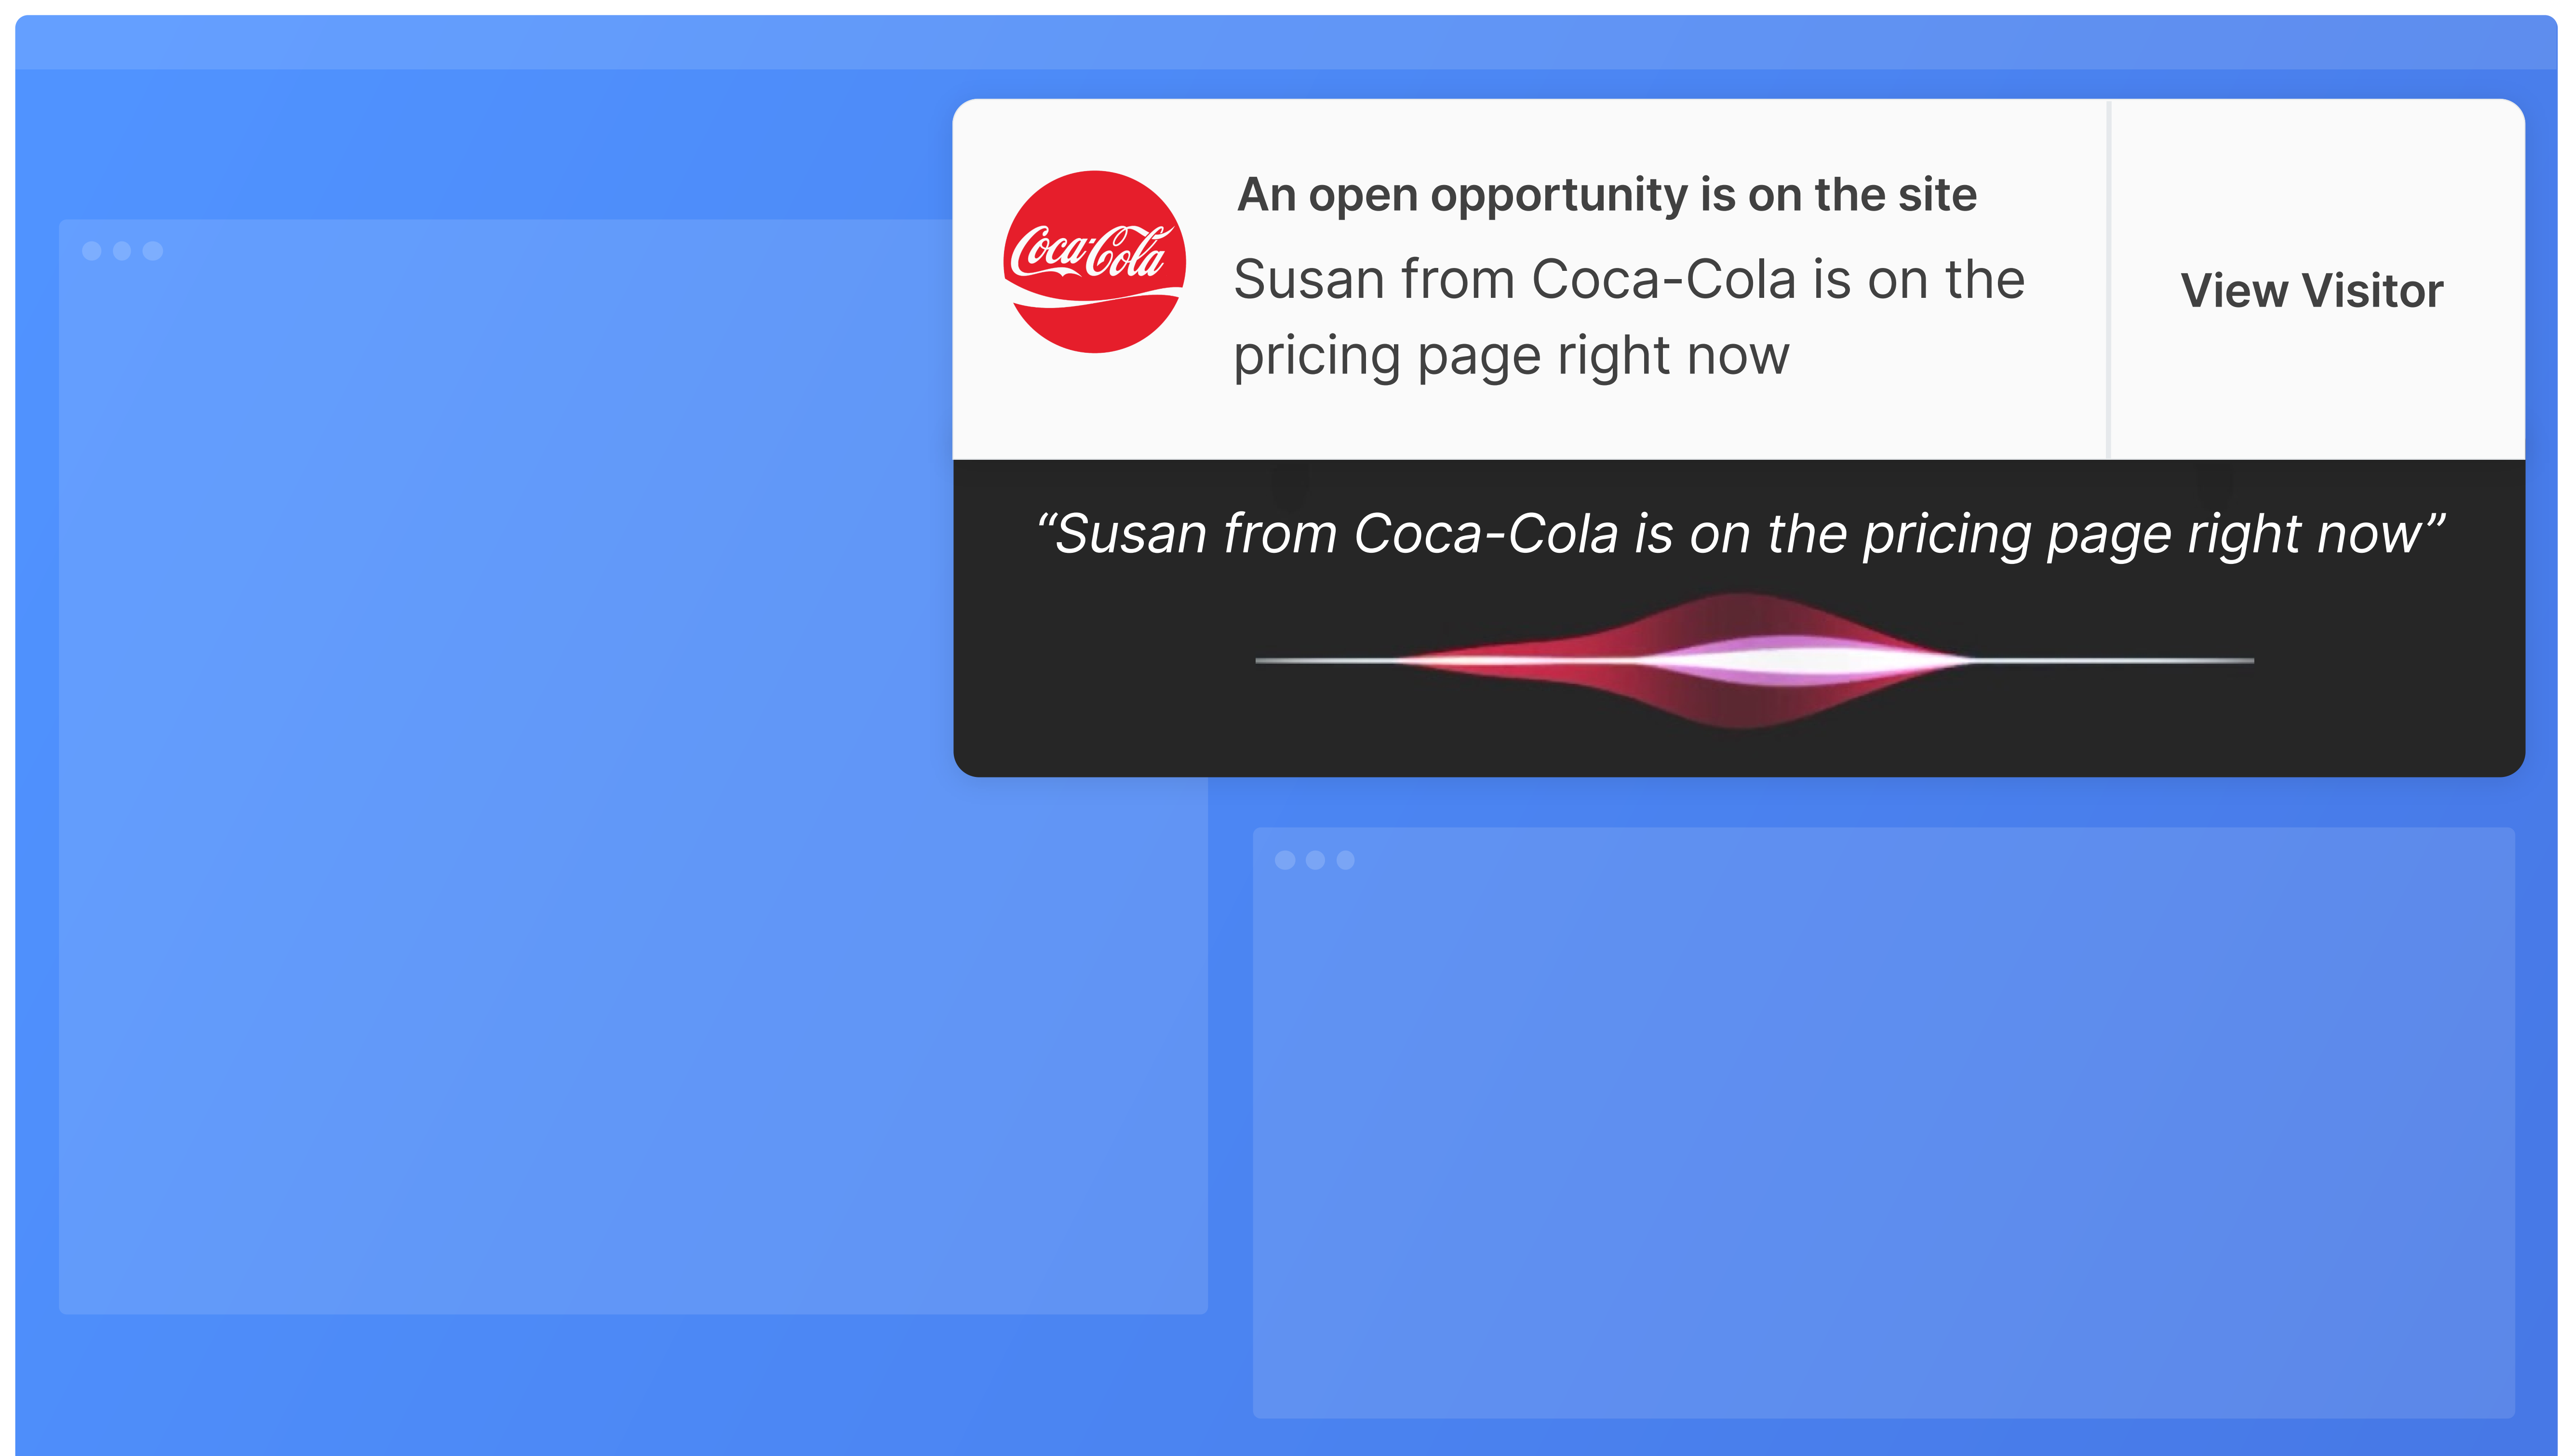 Coca-Cola
An open opportunity is on the site
Susan from Coca-Cola is on the
pricing page right now
View Visitor
“Susan from Coca-Cola is on the pricing page right now”